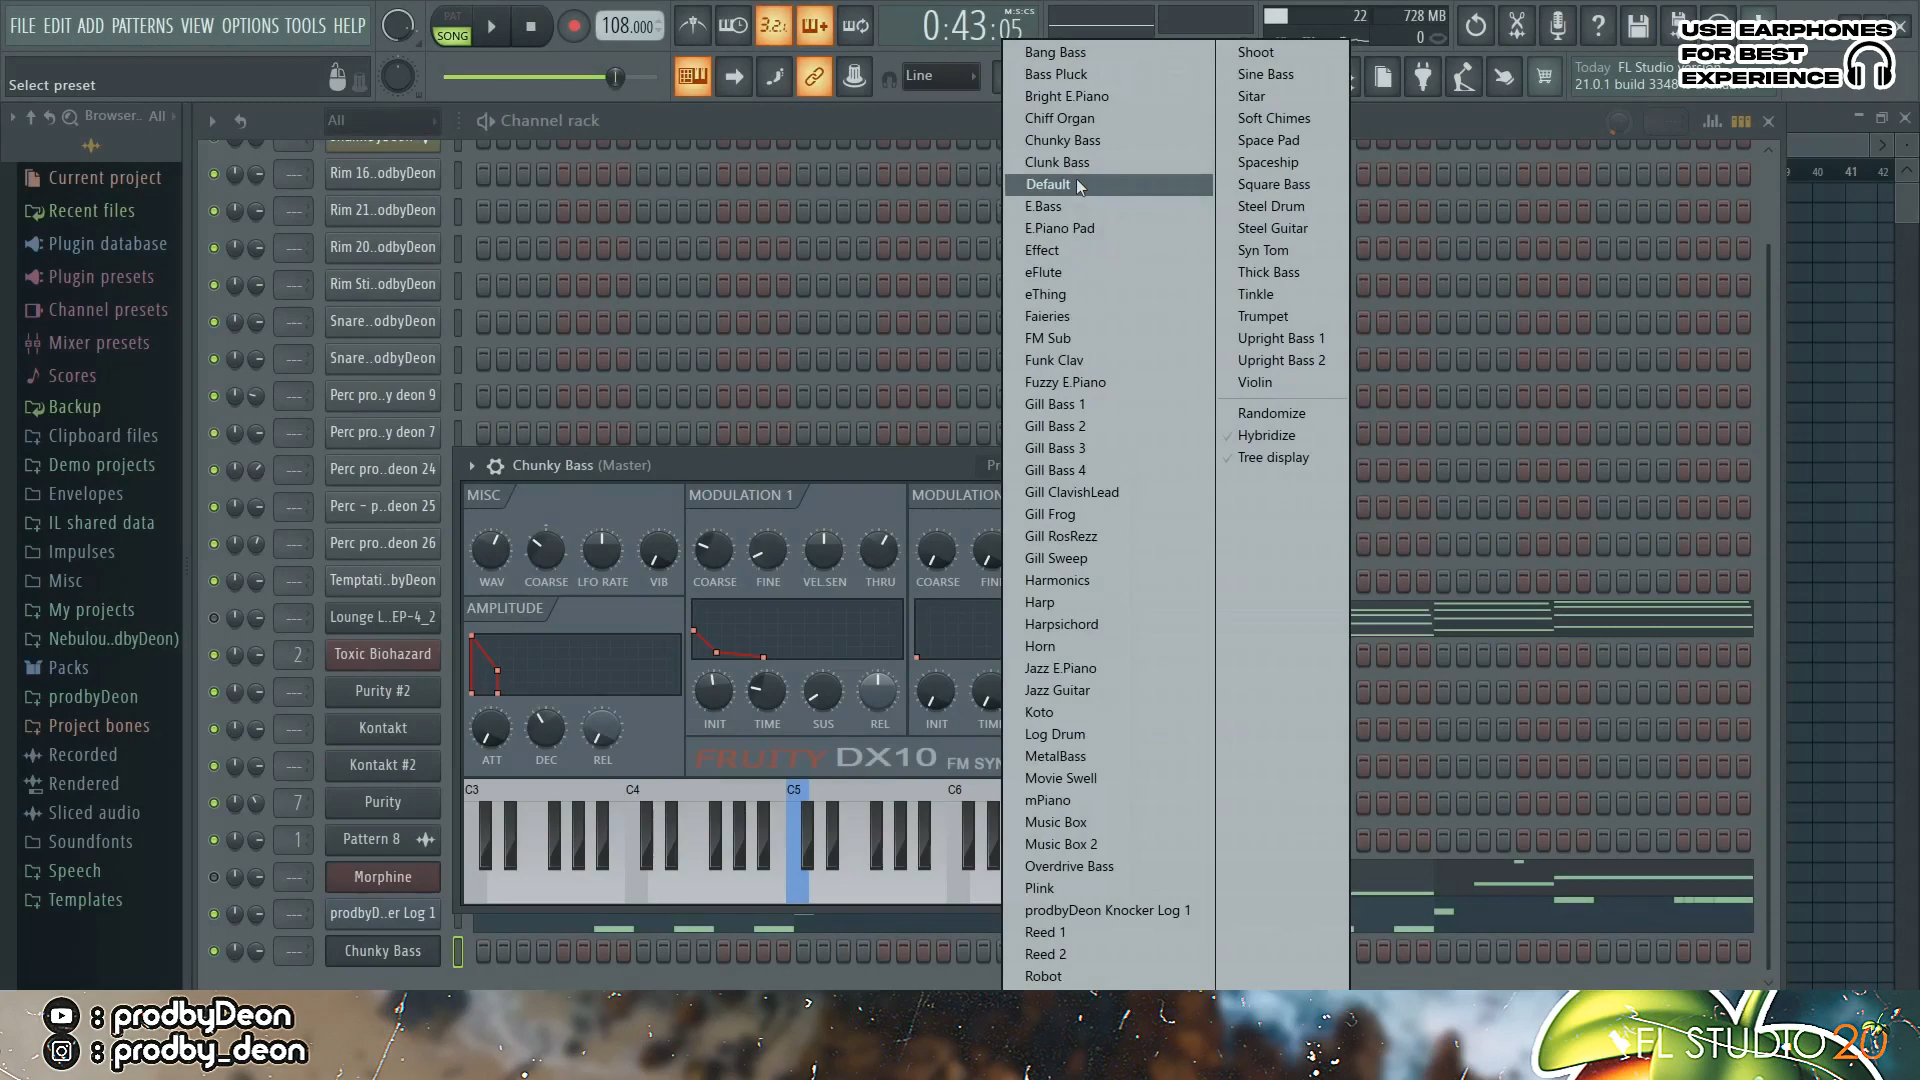 FILE EDIT ADD PATTERNS VIEW OPTIONS TOOLS HELP
PAT
SONG
108.000
3.2.
0:43:05
M:S:CS
22
728 MB
0
USE EARPHONES
FOR BEST
EXPERIENCE
Select preset
Line
Today FL Studio
21.0.1 build 3348
Browser.. All
All
Channel rack
40 41 42
Current project
Recent files
Plugin database
Plugin presets
Channel presets
Mixer presets
Scores
Backup
Clipboard files
Demo projects
Envelopes
IL shared data
Impulses
Misc
My projects
Nebulou..dbyDeon)
Packs
prodbyDeon
Project bones
Recorded
Rendered
Sliced audio
Soundfonts
Speech
Templates
Rim 16..odbyDeon
Rim 21..odbyDeon
Rim 20..odbyDeon
Rim Sti..odbyDeon
Snare..odbyDeon
Snare..odbyDeon
Perc pro..y deon 9
Perc pro..y deon 7
Perc pro..deon 24
Perc - p..deon 25
Perc pro..deon 26
Temptati..byDeon
Lounge L..EP-4_2
2 Toxic Biohazard
Purity #2
Kontakt
Kontakt #2
7 Purity
1 Pattern 8
Morphine
prodbyD..er Log 1
Chunky Bass
Chunky Bass (Master)
Pr
MISC
WAV COARSE LFO RATE VIB
AMPLITUDE
ATT DEC REL
MODULATION 1
COARSE FINE VEL.SEN THRU
INIT TIME SUS REL
MODULATION
COARSE FIN
INIT TIM
FRUITY DX10 FM SYN
C3 C4 C5 C6
Bang Bass
Bass Pluck
Bright E.Piano
Chiff Organ
Chunky Bass
Clunk Bass
Default
E.Bass
E.Piano Pad
Effect
eFlute
eThing
Faieries
FM Sub
Funk Clav
Fuzzy E.Piano
Gill Bass 1
Gill Bass 2
Gill Bass 3
Gill Bass 4
Gill ClavishLead
Gill Frog
Gill RosRezz
Gill Sweep
Harmonics
Harp
Harpsichord
Horn
Jazz E.Piano
Jazz Guitar
Koto
Log Drum
MetalBass
Movie Swell
mPiano
Music Box
Music Box 2
Overdrive Bass
Plink
prodbyDeon Knocker Log 1
Reed 1
Reed 2
Robot
Shoot
Sine Bass
Sitar
Soft Chimes
Space Pad
Spaceship
Square Bass
Steel Drum
Steel Guitar
Syn Tom
Thick Bass
Tinkle
Trumpet
Upright Bass 1
Upright Bass 2
Violin
Randomize
Hybridize
Tree display
: prodbyDeon
: prodby_deon
FL STUDIO 20